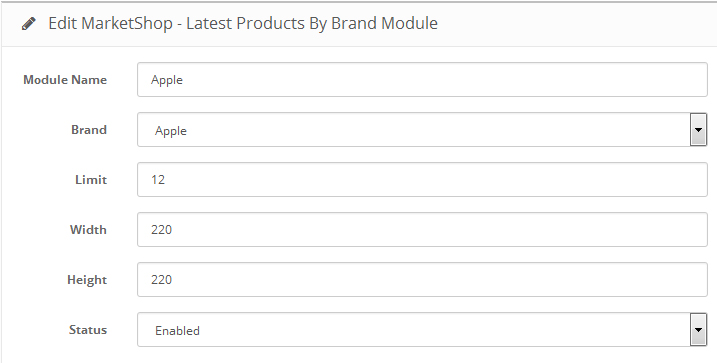 Edit MarketShop - Latest Products By Brand Module
Module Name Apple
Brand Apple
Limit 12
Width 220
Height 220
Status Enabled